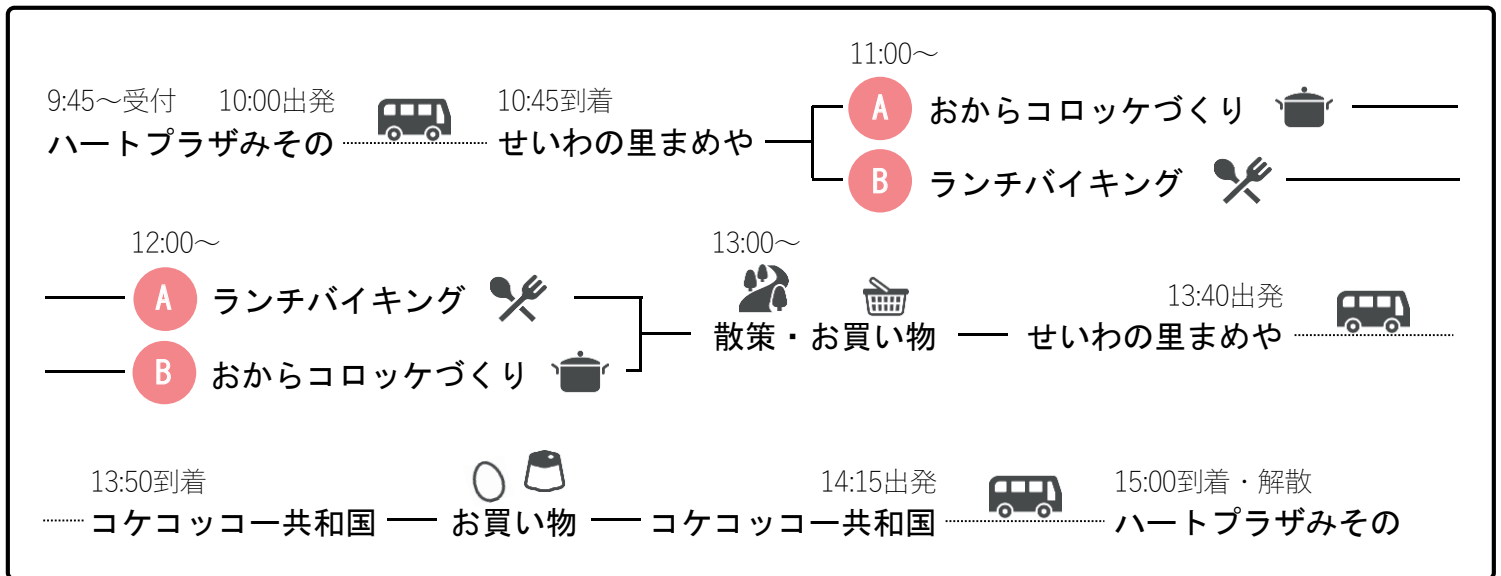 11:00～
9:45～受付 10:00出発 10:45到着
A おからコロッケづくり
ハートプラザみその せいわの里まめや
B ランチバイキング
12:00～ 13:00～
A ランチバイキング 13:40出発
散策・お買い物 せいわの里まめや
B おからコロッケづくり
13:50到着 14:15出発 15:00到着・解散
コケコッコー共和国 お買い物 コケコッコー共和国 ハートプラザみその